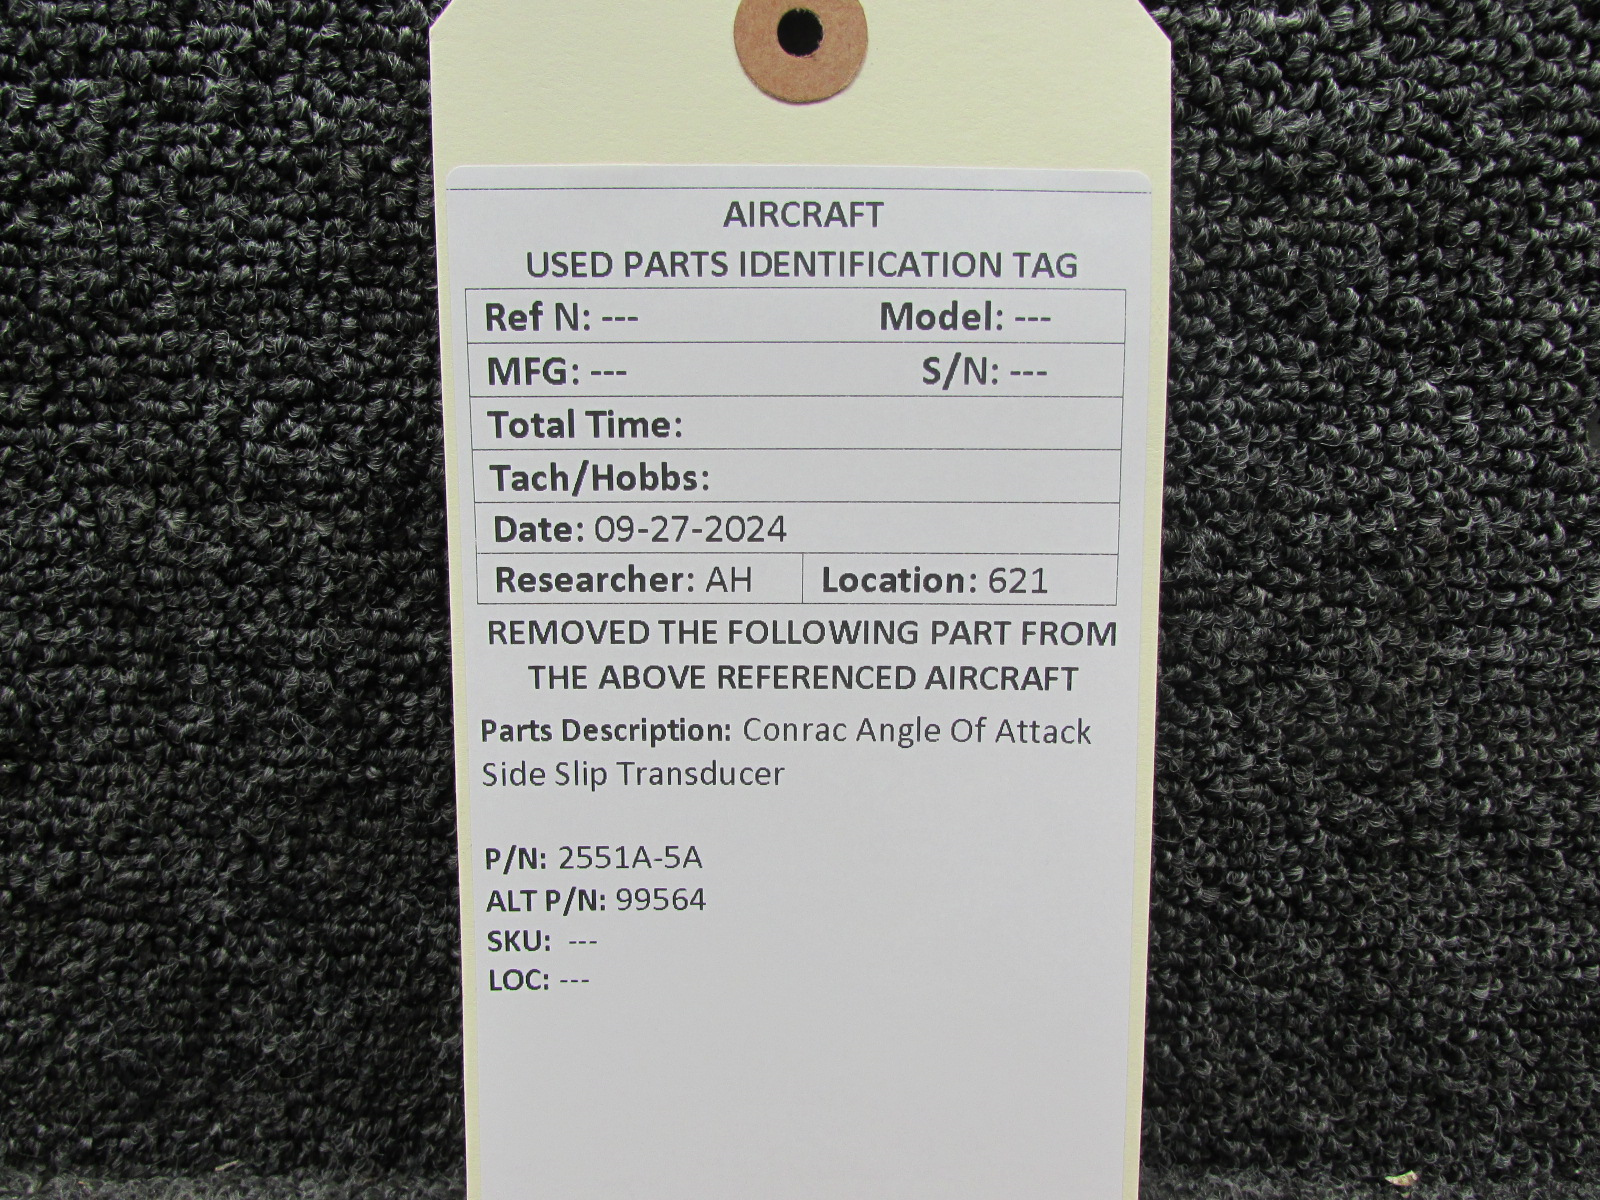 AIRCRAFT
USED PARTS IDENTIFICATION TAG
Ref N: --- Model: ---
MFG: --- S/N: ---
Total Time:
Tach/Hobbs:
Date: 09-27-2024
Researcher: AH Location: 621
REMOVED THE FOLLOWING PART FROM
THE ABOVE REFERENCED AIRCRAFT
Parts Description: Conrac Angle Of Attack
Side Slip Transducer
P/N: 2551A-5A
ALT P/N: 99564
SKU: ---
LOC: ---